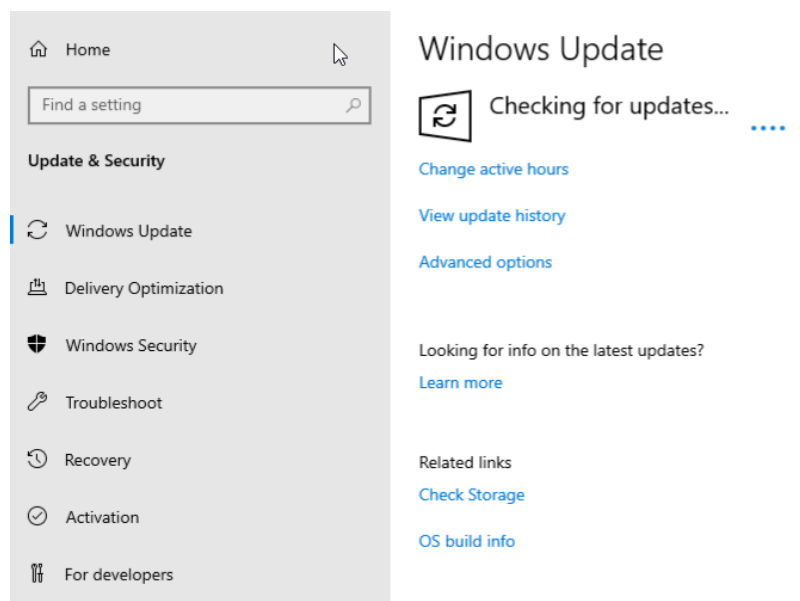 Home
Find a setting
Update & Security
Windows Update
Delivery Optimization
Windows Security
Troubleshoot
Recovery
Activation
For developers
Windows Update
Checking for updates...
Change active hours
View update history
Advanced options
Looking for info on the latest updates?
Learn more
Related links
Check Storage
OS build info